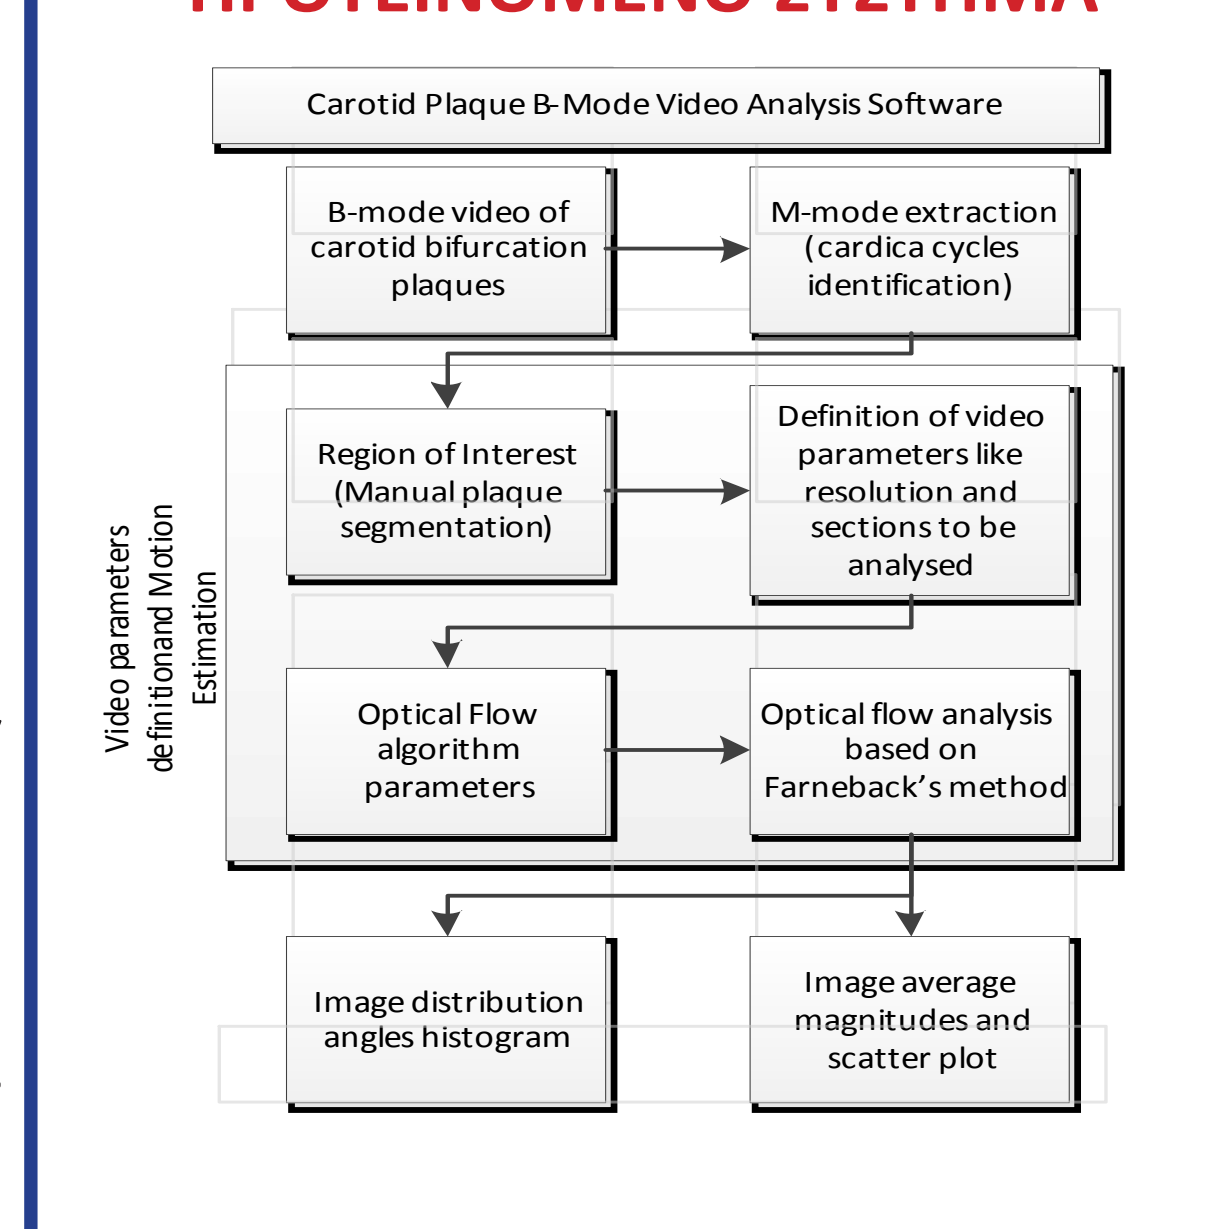 ΠΡΟΤΕΙΝΟΜΕΝΟ ΣΥΣΤΗΜΑ
Carotid Plaque B-Mode Video Analysis Software
B-mode video of
carotid bifurcation
plaques
M-mode extraction
(cardica cycles
identification)
Video parameters
definitionand Motion
Estimation
Region of Interest
(Manual plaque
segmentation)
Definition of video
parameters like
resolution and
sections to be
analysed
Optical Flow
algorithm
parameters
Optical flow analysis
based on
Farneback’s method
Image distribution
angles histogram
Image average
magnitudes and
scatter plot